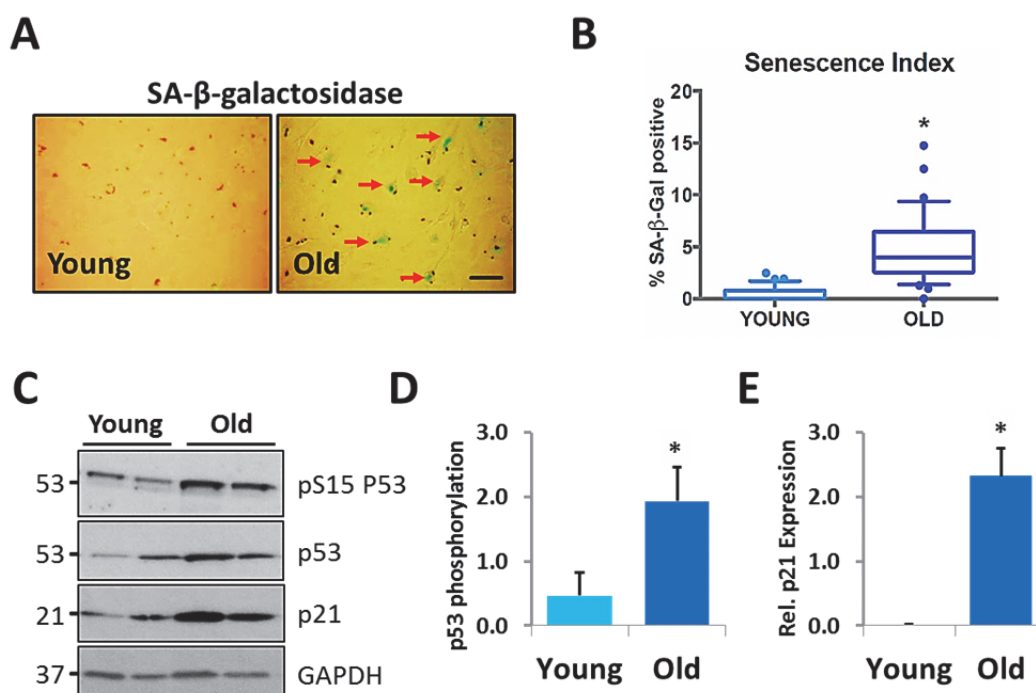 A
SA-β-galactosidase
Young
Old
B
Senescence Index
% SA-β-Gal positive
20
15
10
5
0
*
YOUNG
OLD
C
Young
Old
53
pS15 P53
53
p53
21
p21
37
GAPDH
D
p53 phosphorylation
3.0
2.0
1.0
0.0
*
Young
Old
E
Rel. p21 Expression
3.0
2.0
1.0
0.0
*
Young
Old